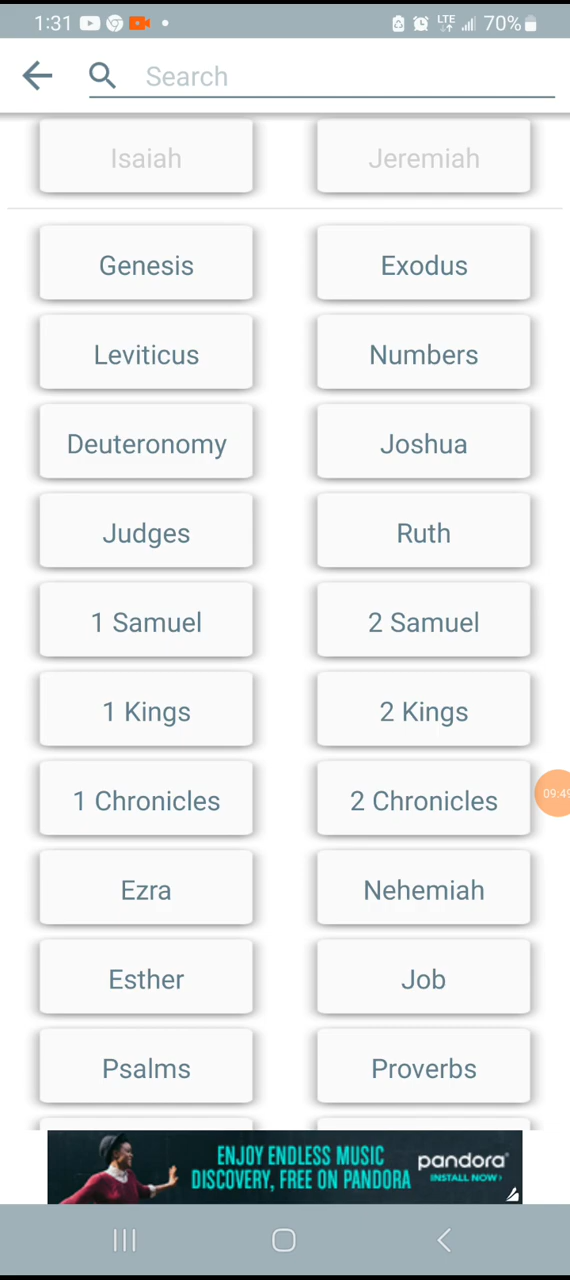 1:31 LTE 70%
Search
Isaiah Jeremiah
Genesis Exodus
Leviticus Numbers
Deuteronomy Joshua
Judges Ruth
1 Samuel 2 Samuel
1 Kings 2 Kings
1 Chronicles 2 Chronicles
09:49
Ezra Nehemiah
Esther Job
Psalms Proverbs
ENJOY ENDLESS MUSIC
DISCOVERY, FREE ON PANDORA
pandora
INSTALL NOW